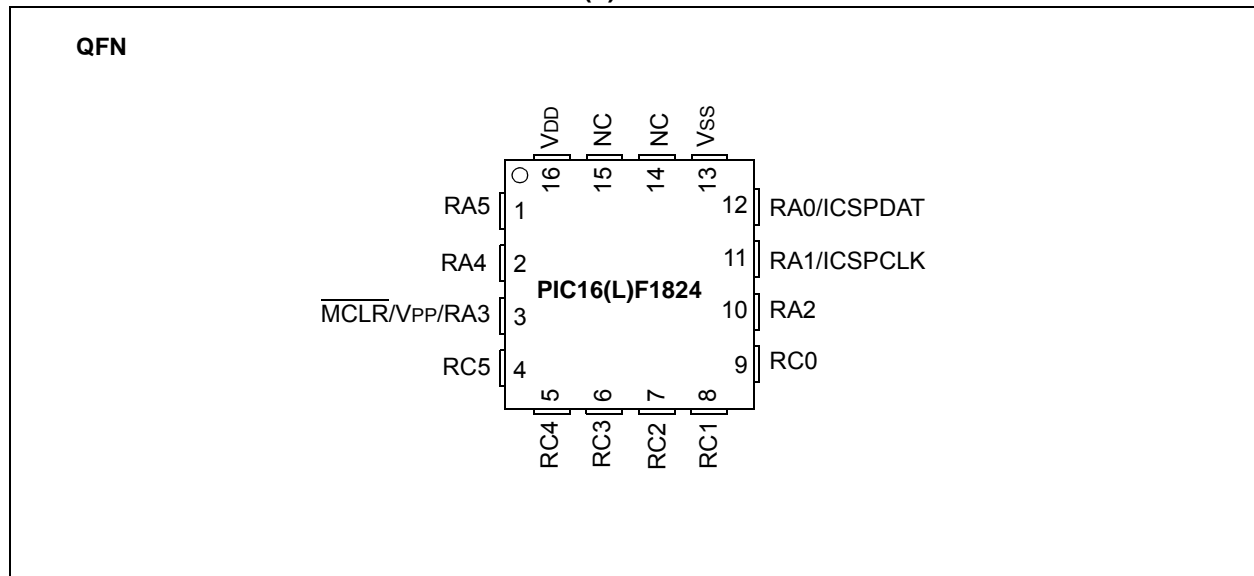 QFN
VDD
NC
NC
VSS
16
15
14
13
RA5 1
12 RA0/ICSPDAT
RA4 2
11 RA1/ICSPCLK
PIC16(L)F1824
MCLR/VPP/RA3 3
10 RA2
RC5 4
9 RC0
5
6
7
8
RC4
RC3
RC2
RC1